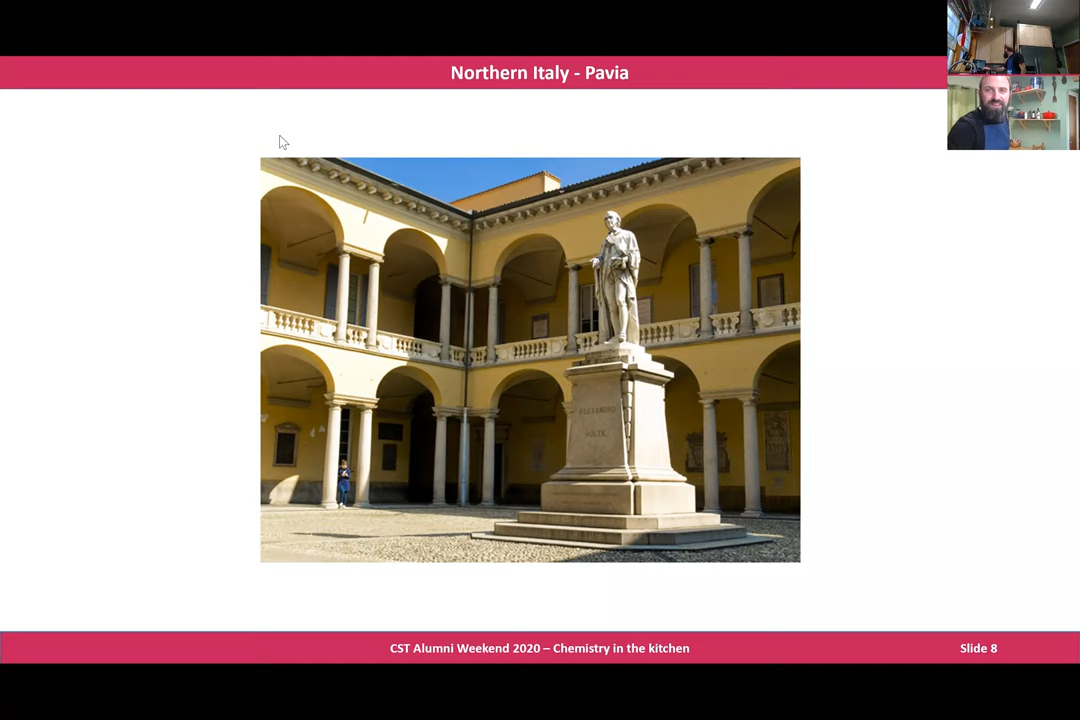 Northern Italy - Pavia
ALESSANDRO
VOLTA
CST Alumni Weekend 2020 – Chemistry in the kitchen
Slide 8